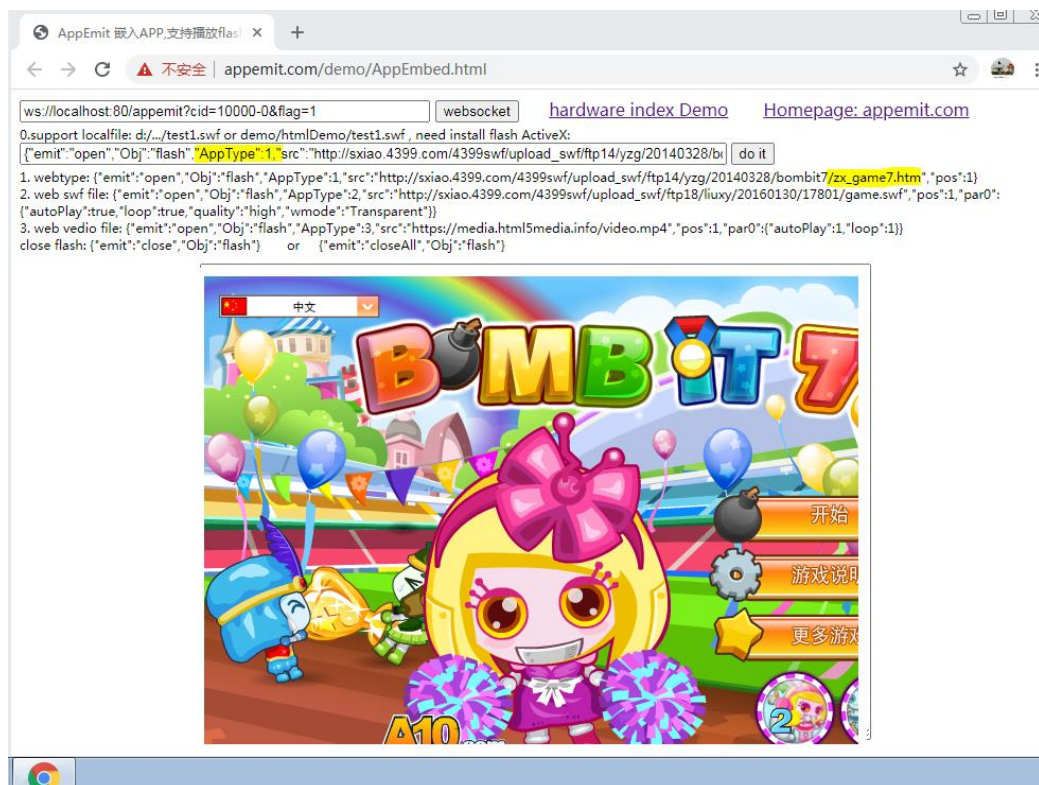 AppEmit 嵌入APP,支持播放flas
不安全 | appemit.com/demo/AppEmbed.html
ws://localhost:80/appemit?cid=10000-0&flag=1 websocket hardware index Demo Homepage: appemit.com
0.support localfile: d:/.../test1.swf or demo/htmlDemo/test1.swf , need install flash ActiveX:
{"emit":"open","Obj":"flash","AppType":1,"src":"http://sxiao.4399.com/4399swf/upload_swf/ftp14/yzg/20140328/bo do it
1. webtype: {"emit":"open","Obj":"flash","AppType":1,"src":"http://sxiao.4399.com/4399swf/upload_swf/ftp14/yzg/20140328/bombit7/zx_game7.htm","pos":1}
2. web swf file: {"emit":"open","Obj":"flash","AppType":2,"src":"http://sxiao.4399.com/4399swf/upload_swf/ftp18/liuxy/20160130/17801/game.swf","pos":1,"par0":
{"autoPlay":true,"loop":true,"quality":"high","wmode":"Transparent"}}
3. web vedio file: {"emit":"open","Obj":"flash","AppType":3,"src":"https://media.html5media.info/video.mp4","pos":1,"par0":{"autoPlay":1,"loop":1}}
close flash: {"emit":"close","Obj":"flash"} or {"emit":"closeAll","Obj":"flash"}
中文
BOMB IT 7
开始
游戏说明
更多游戏
2
A10.com